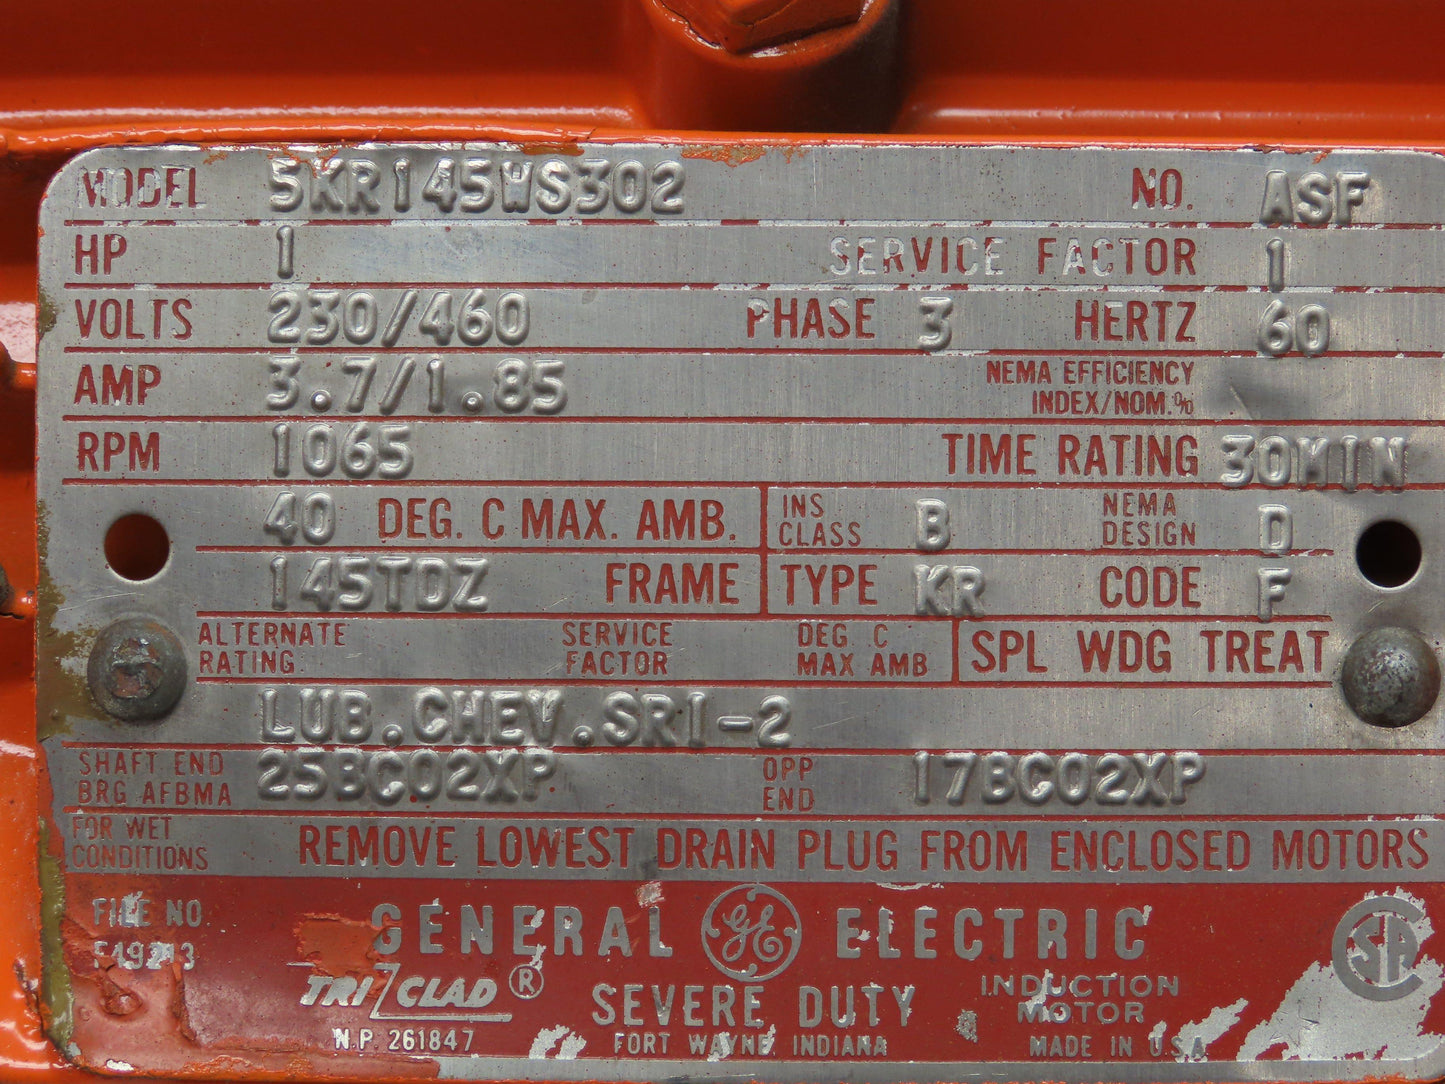 MODEL 5KR145WS302 NO. ASF
HP 1 SERVICE FACTOR 1
VOLTS 230/460 PHASE 3 HERTZ 60
AMP 3.7/1.85 NEMA EFFICIENCY
INDEX/NOM.%
RPM 1065 TIME RATING 30MIN
40 DEG. C MAX. AMB. INS CLASS B NEMA DESIGN D
145TDZ FRAME TYPE KR CODE F
ALTERNATE RATING: SERVICE FACTOR DEG. C MAX AMB SPL WDG TREAT
LUB.CHEV.SRI-2
SHAFT END BRG AFBMA 25BC02XP OPP END 17BC02XP
FOR WET CONDITIONS REMOVE LOWEST DRAIN PLUG FROM ENCLOSED MOTORS
FILE NO GENERAL GE ELECTRIC SA
TRI CLAD ® SEVERE DUTY INDUCTION MOTOR
N.P. 261847 FORT WAYNE, INDIANA MADE IN U.S.A.